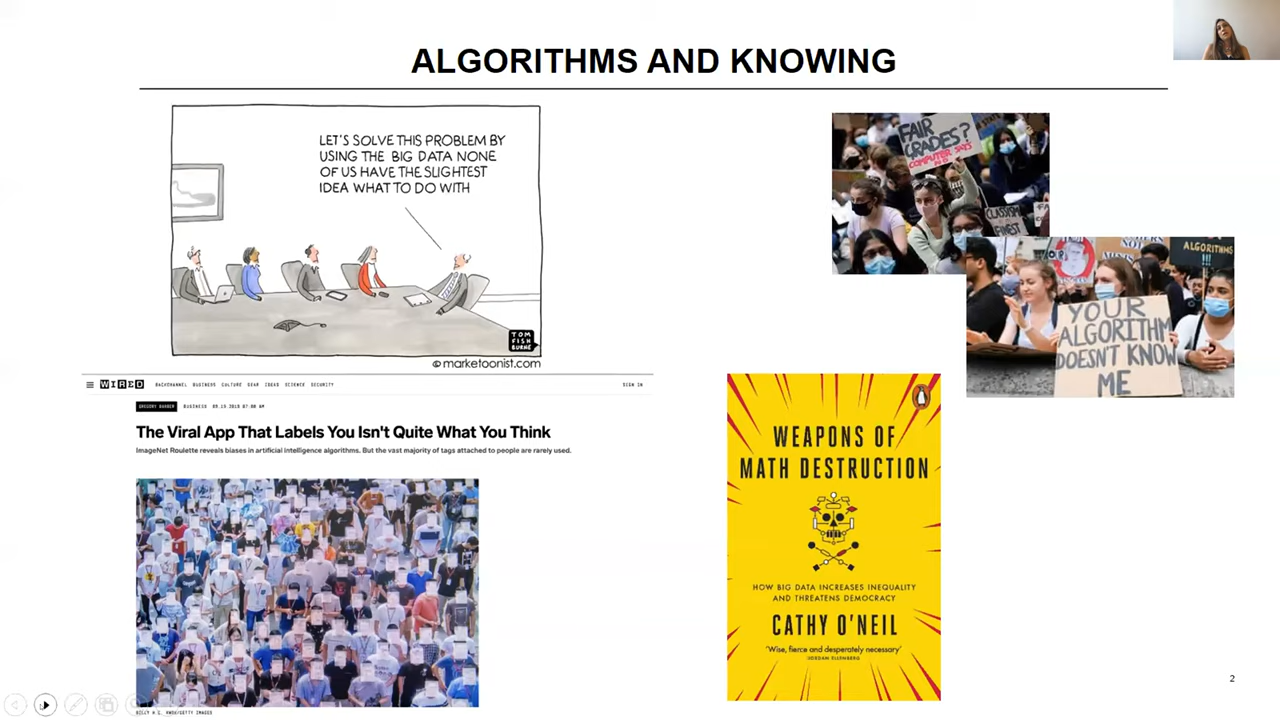 ALGORITHMS AND KNOWING
LET'S SOLVE THIS PROBLEM BY
USING THE BIG DATA NONE
OF US HAVE THE SLIGHTEST
IDEA WHAT TO DO WITH
TOM
FISH
BURNE
© marketoonist.com
WIRED BACKCHANNEL BUSINESS CULTURE GEAR IDEAS SCIENCE SECURITY SIGN IN
GREGORY BARBER BUSINESS 09.19.2019 07:00 AM
The Viral App That Labels You Isn't Quite What You Think
ImageNet Roulette reveals biases in artificial intelligence algorithms. But the vast majority of tags attached to people are rarely used.
FAIR
GRADES?
COMPUTER SAYS
NO
CLASSISM
FINEST
ALGORITHMS
!!!
YOUR
ALGORITHM
DOESN'T KNOW
ME
WEAPONS OF
MATH DESTRUCTION
HOW BIG DATA INCREASES INEQUALITY
AND THREATENS DEMOCRACY
CATHY O'NEIL
'Wise, fierce and desperately necessary'
JORDAN ELLENBERG
2